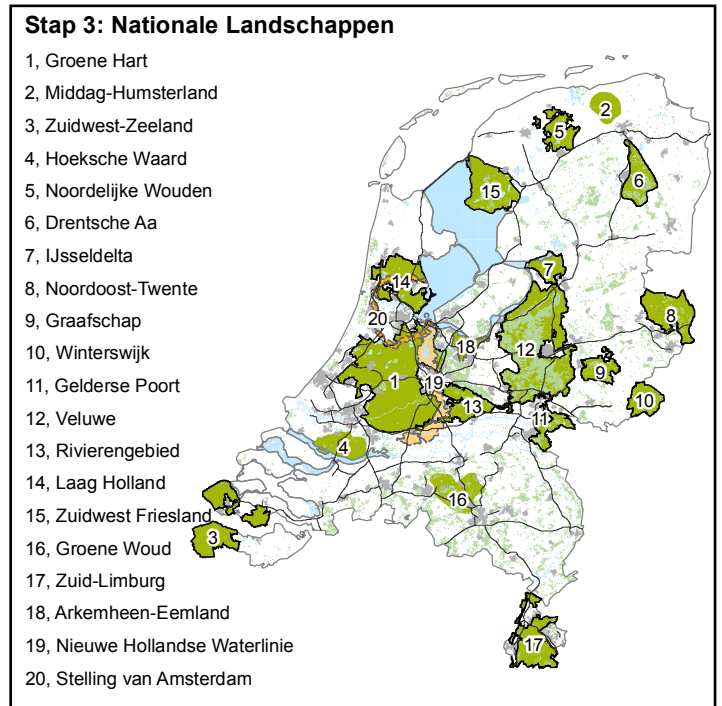 Stap 3: Nationale Landschappen
1, Groene Hart
2, Middag-Humsterland
3, Zuidwest-Zeeland
4, Hoeksche Waard
5, Noordelijke Wouden
6, Drentsche Aa
7, IJsseldelta
8, Noordoost-Twente
9, Graafschap
10, Winterswijk
11, Gelderse Poort
12, Veluwe
13, Rivierengebied
14, Laag Holland
15, Zuidwest Friesland
16, Groene Woud
17, Zuid-Limburg
18, Arkemheen-Eemland
19, Nieuwe Hollandse Waterlinie
20, Stelling van Amsterdam
2
5
6
15
7
14
8
20
18
12
9
1
19
10
13
11
4
16
3
17